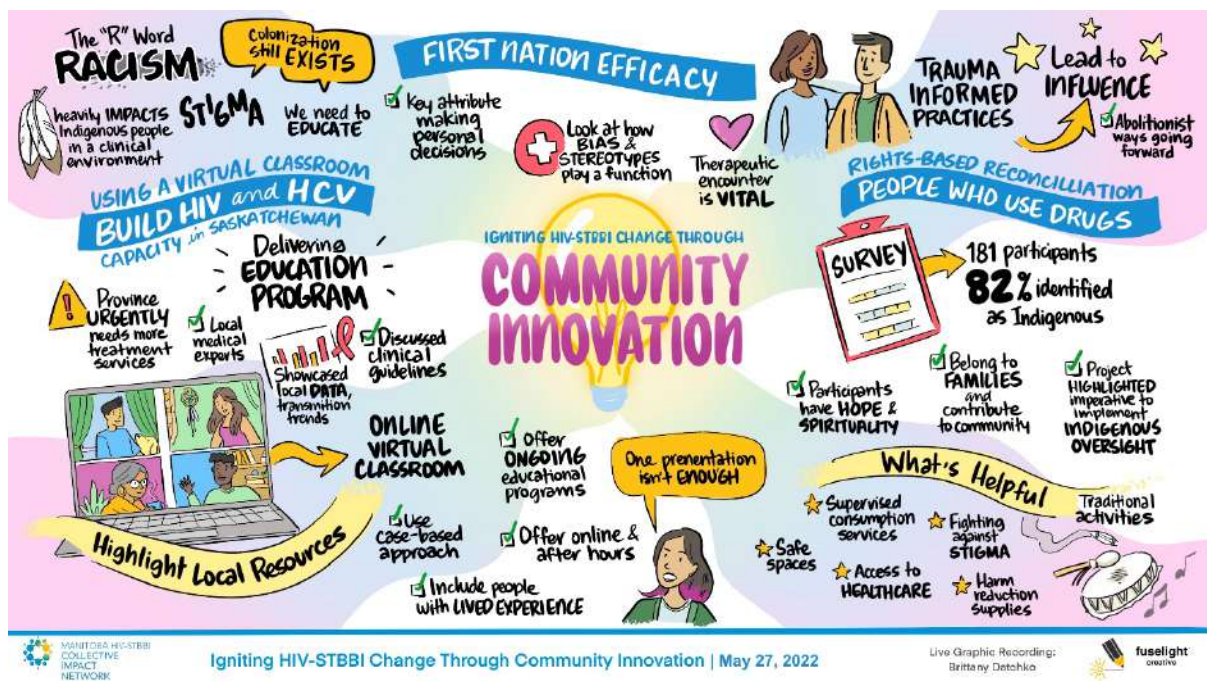 The "R" Word
RACISM
Colonization
still EXISTS
heavily IMPACTS
Indigenous people
in a clinical
environment
STIGMA
We need to
EDUCATE
FIRST NATION EFFICACY
Key attribute
making
personal
decisions
Look at how
BIAS &
STEREOTYPES
play a function
Therapeutic
encounter
is VITAL
TRAUMA
INFORMED
PRACTICES
Lead to
INFLUENCE
Abolitionist
ways going
forward
USING A VIRTUAL CLASSROOM
BUILD HIV and HCV
CAPACITY in SASKATCHEWAN
Delivering
EDUCATION
PROGRAM
Province
URGENTLY
needs more
treatment
services
Local
medical
experts
Showcased
local DATA,
transmition
trends
Discussed
clinical
guidelines
ONLINE
VIRTUAL
CLASSROOM
Highlight Local Resources
Use
case-based
approach
Offer
ONGOING
educational
programs
Offer online &
after hours
Include people
with LIVED EXPERIENCE
One prenentation
isn't ENOUGH
IGNITING HIV-STBBI CHANGE THROUGH
COMMUNITY
INNOVATION
RIGHTS-BASED RECONCILLIATION
PEOPLE WHO USE DRUGS
SURVEY
181 participants
82% identified
as Indigenous
Participants
have HOPE &
SPIRITUALITY
Belong to
FAMILIES
and
contribute
to community
Project
HIGHLIGHTED
imperative to
implement
INDIGENOUS
OVERSIGHT
What's Helpful
Supervised
consumption
services
Fighting
against
STIGMA
Traditional
activities
Safe
spaces
Access to
HEALTHCARE
Harm
reduction
supplies
MANITOBA HIV-STBBI
COLLECTIVE
IMPACT
NETWORK
Igniting HIV-STBBI Change Through Community Innovation | May 27, 2022
Live Graphic Recording:
Brittany Datchko
fuselight
creative